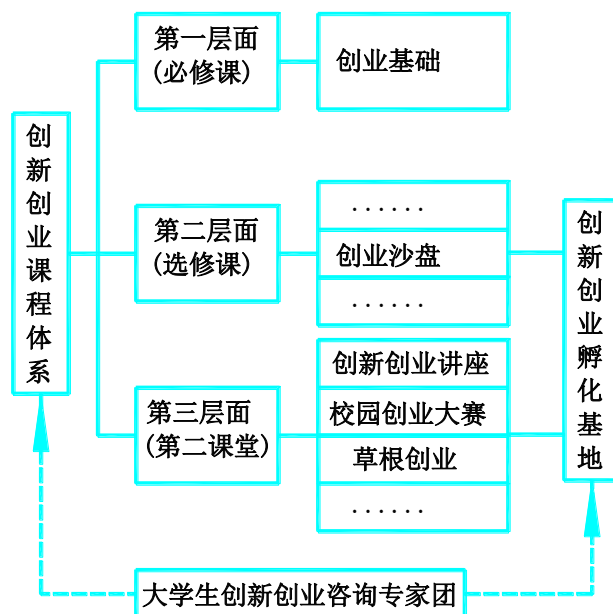 创新创业课程体系
第一层面
(必修课)
创业基础
第二层面
(选修课)
......
创业沙盘
......
第三层面
(第二课堂)
创新创业讲座
校园创业大赛
草根创业
......
创新创业孵化基地
大学生创新创业咨询专家团